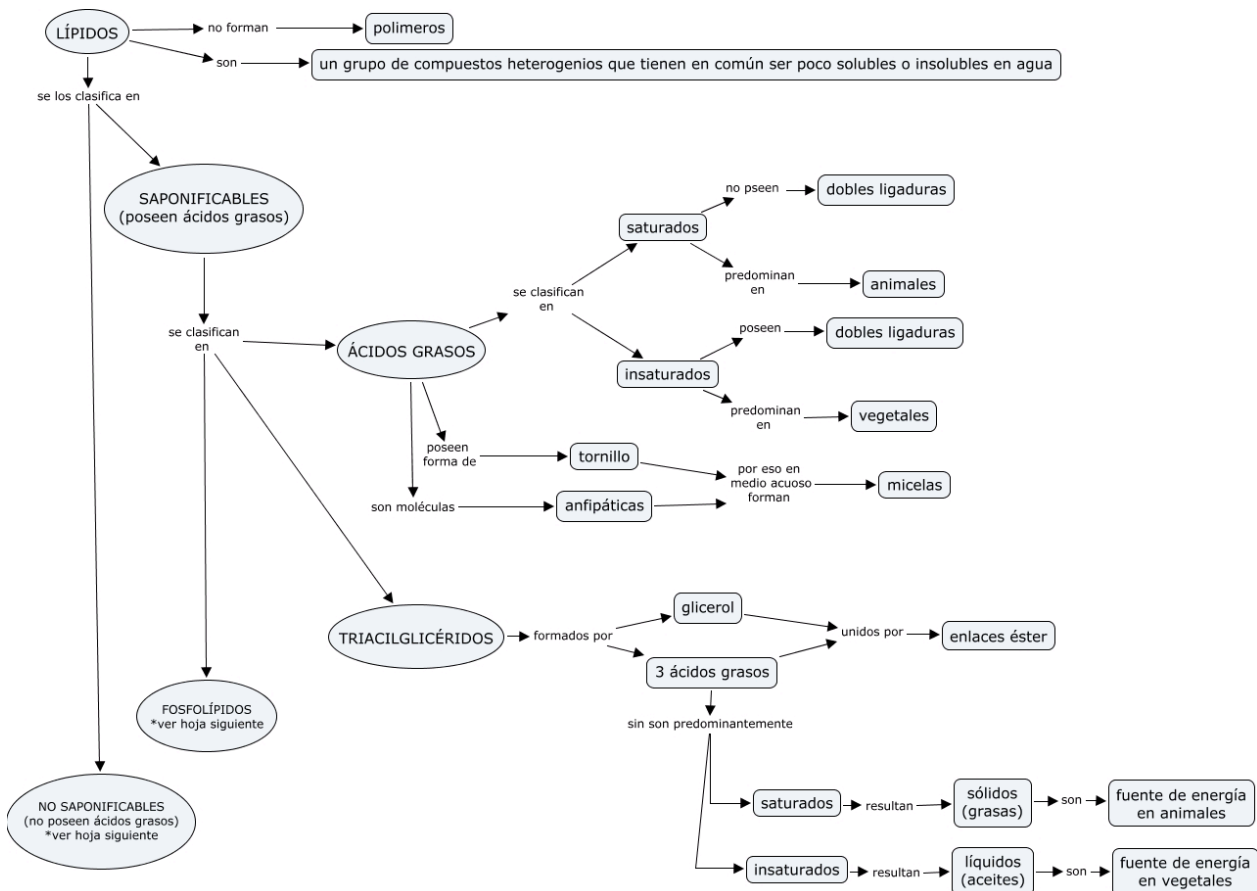 LÍPIDOS
no forman
polimeros
son
un grupo de compuestos heterogenios que tienen en común ser poco solubles o insolubles en agua
se los clasifica en
SAPONIFICABLES
(poseen ácidos grasos)
se clasifican
en
ÁCIDOS GRASOS
se clasifican
en
saturados
no pseen
dobles ligaduras
predominan
en
animales
insaturados
poseen
dobles ligaduras
predominan
en
vegetales
poseen
forma de
tornillo
son moléculas
anfipáticas
por eso en
medio acuoso
forman
micelas
TRIACILGLICÉRIDOS
formados por
glicerol
3 ácidos grasos
unidos por
enlaces éster
sin son predominantemente
saturados
resultan
sólidos
(grasas)
son
fuente de energía
en animales
insaturados
resultan
líquidos
(aceites)
son
fuente de energía
en vegetales
FOSFOLÍPIDOS
*ver hoja siguiente
NO SAPONIFICABLES
(no poseen ácidos grasos)
*ver hoja siguiente